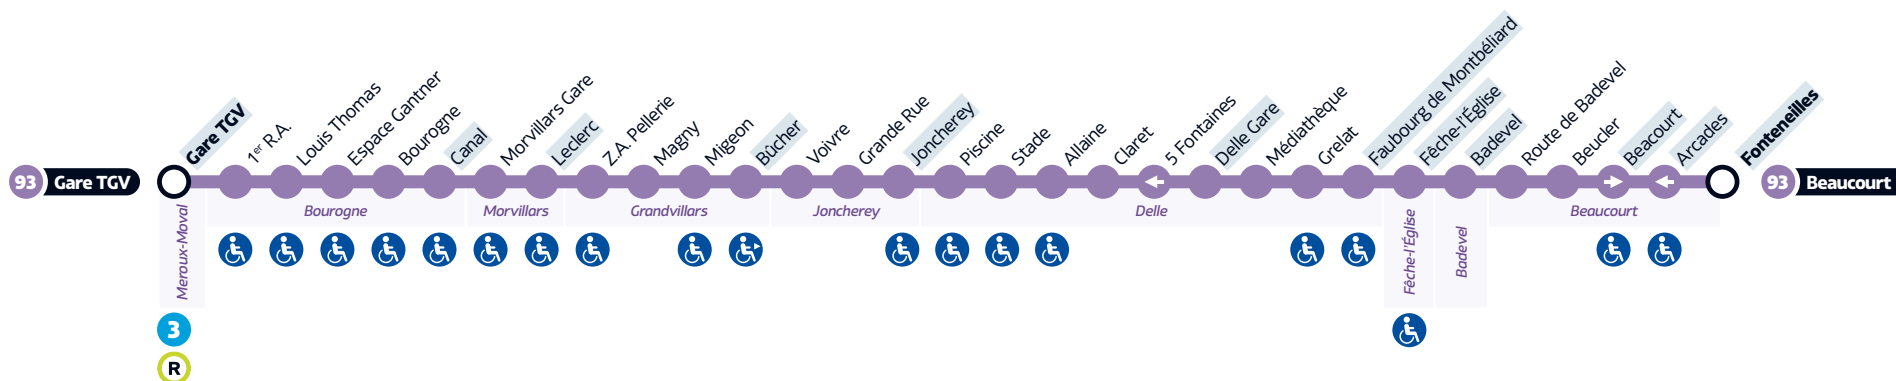 93 Gare TGV
Gare TGV
1er R.A.
Louis Thomas
Espace Gantner
Bourogne
Canal
Morvillars Gare
Leclerc
Z.A. Pellerie
Magny
Migeon
Bûcher
Voivre
Grande Rue
Joncherey
Piscine
Stade
Allaine
Claret
5 Fontaines
Delle Gare
Médiathèque
Grelat
Faubourg de Montbéliard
Fêche-l'Église
Badevel
Route de Badevel
Beucler
Beacourt
Arcades
Fonteneilles
93 Beaucourt
Meroux-Moval
Bourogne
Morvillars
Grandvillars
Joncherey
Delle
Fêche-l'Église
Badevel
Beaucourt
3
R